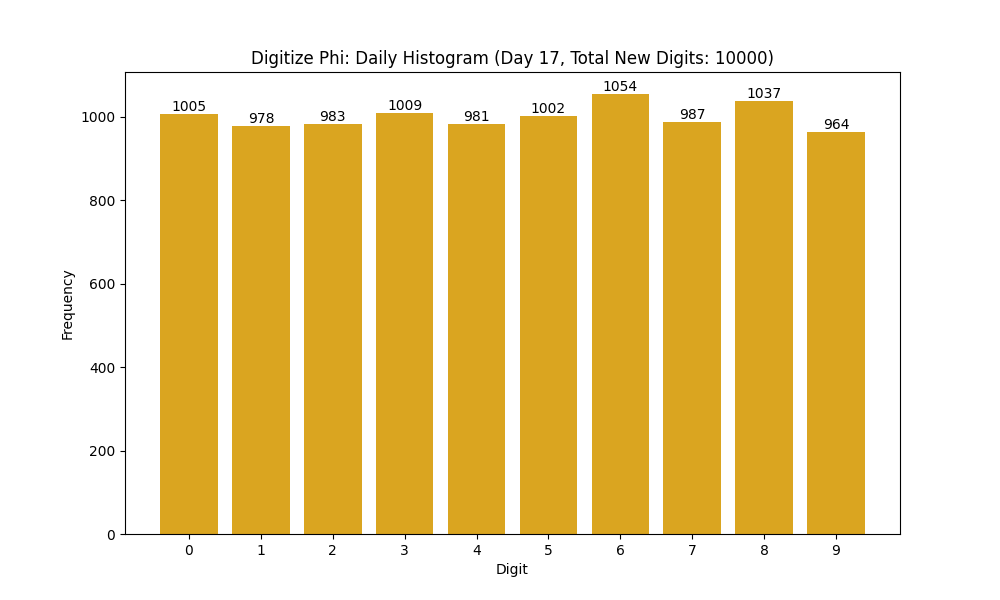 Digitize Phi: Daily Histogram (Day 17, Total New Digits: 10000)
1005 978 983 1009 981 1002 1054 987 1037 964
Frequency
1000
800
600
400
200
0
0 1 2 3 4 5 6 7 8 9
Digit